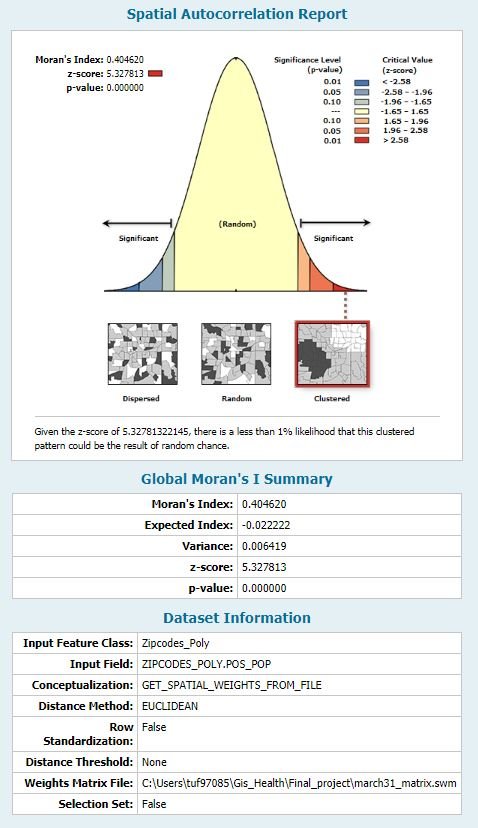 Spatial Autocorrelation Report
Moran's Index: 0.404620
z-score: 5.327813
p-value: 0.000000
Significance Level
(p-value)
Critical Value
(z-score)
0.01 < -2.58
0.05 -2.58 – -1.96
0.10 -1.96 – -1.65
--- -1.65 – 1.65
0.10 1.65 – 1.96
0.05 1.96 – 2.58
0.01 > 2.58
Significant
(Random)
Significant
Dispersed
Random
Clustered
Given the z-score of 5.32781322145, there is a less than 1% likelihood that this clustered
pattern could be the result of random chance.
Global Moran's I Summary
Moran's Index: 0.404620
Expected Index: -0.022222
Variance: 0.006419
z-score: 5.327813
p-value: 0.000000
Dataset Information
Input Feature Class: Zipcodes_Poly
Input Field: ZIPCODES_POLY.POS_POP
Conceptualization: GET_SPATIAL_WEIGHTS_FROM_FILE
Distance Method: EUCLIDEAN
Row
Standardization: False
Distance Threshold: None
Weights Matrix File: C:\Users\tuf97085\Gis_Health\Final_project\march31_matrix.swm
Selection Set: False